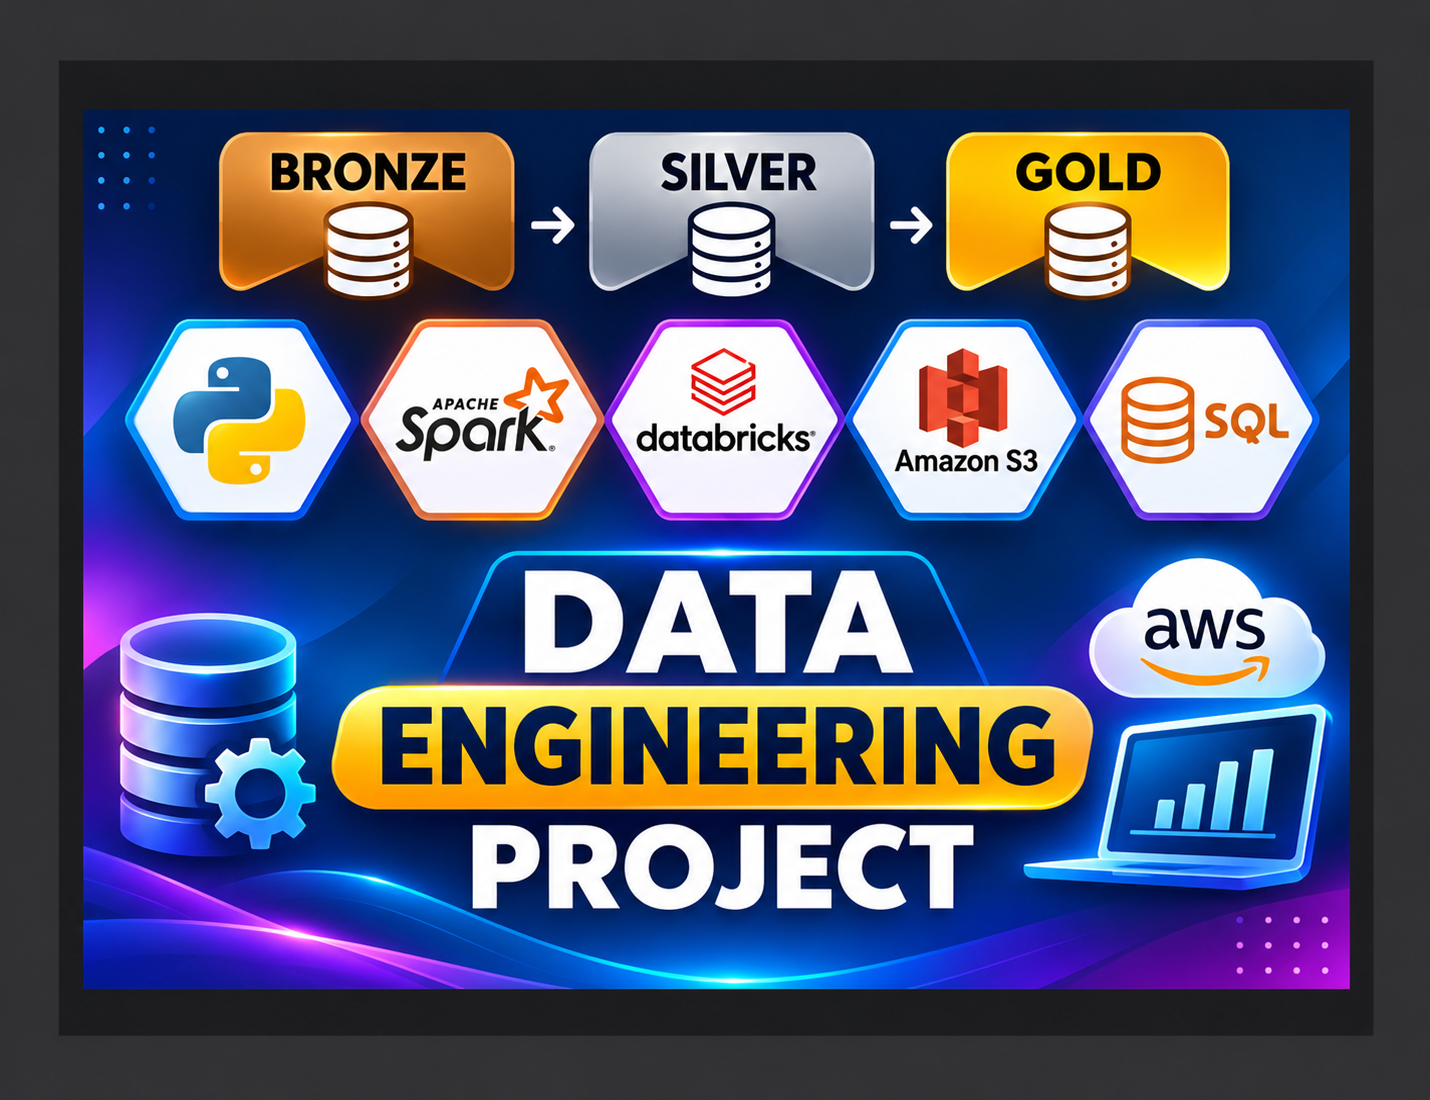 BRONZE
SILVER
GOLD
APACHE
Spark®
databricks®
Amazon S3
SQL
DATA
ENGINEERING
PROJECT
aws